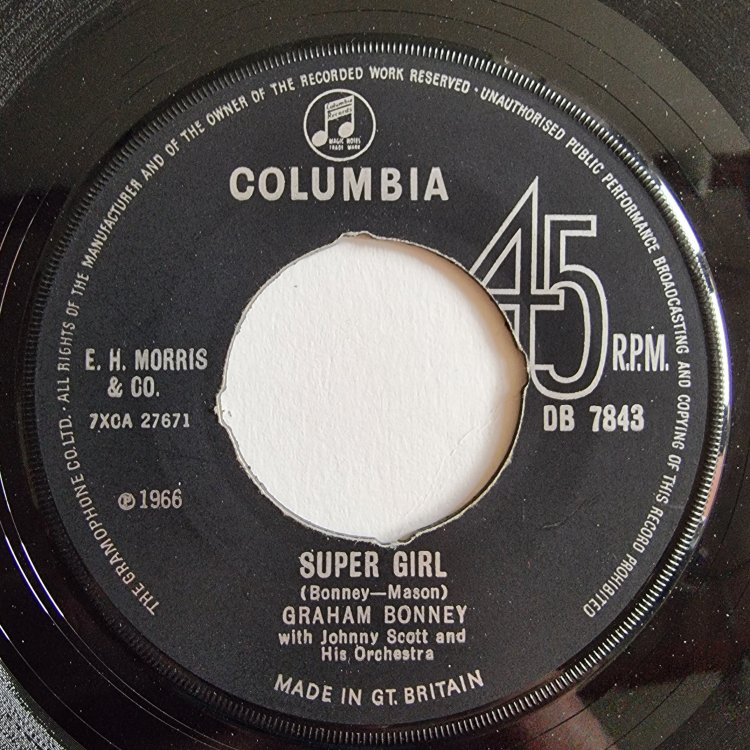 THE GRAMOPHONE CO. LTD. · ALL RIGHTS OF THE MANUFACTURER AND OF THE OWNER OF THE RECORDED WORK RESERVED · UNAUTHORISED PUBLIC PERFORMANCE BROADCASTING AND COPYING OF THIS RECORD PROHIBITED
Columbia
Records
MAGIC NOTES
TRADE MARK
COLUMBIA
45
R.P.M.
E. H. MORRIS
& CO.
7XCA 27671
DB 7843
℗ 1966
SUPER GIRL
(Bonney—Mason)
GRAHAM BONNEY
with Johnny Scott and
His Orchestra
MADE IN GT. BRITAIN